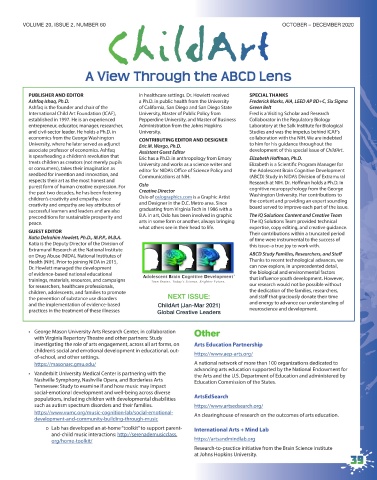 VOLUME 20, ISSUE 2, NUMBER 60
OCTOBER – DECEMBER 2020
ChildArt
A View Through the ABCD Lens
PUBLISHER AND EDITOR
Ashfaq Ishaq, Ph.D.
Ashfaq is the founder and chair of the
International Child Art Foundation (ICAF),
established in 1997. He is an experienced
entrepreneur, educator, manager, researcher,
and civil-sector leader. He holds a Ph.D. in
economics from the George Washington
University, where he later served as adjunct
associate professor of economics. Ashfaq
is spearheading a children's revolution that
treats children as creators (not merely pupils
or consumers), takes their imagination as
needed for invention and innovation, and
respects their art as the most honest and
purest form of human creative expression. For
the past two decades, he has been fostering
children's creativity and empathy, since
creativity and empathy are key attributes of
successful learners and leaders and are also
preconditions for sustainable prosperity and
peace.
GUEST EDITOR
Katia Delrahim Howlett, Ph.D., M.P.P., M.B.A.
Katia is the Deputy Director of the Division of
Extramural Research at the National Institute
on Drug Abuse (NIDA), National Institutes of
Health (NIH). Prior to joining NIDA in 2015,
Dr. Howlett managed the development
of evidence-based national educational
trainings, materials, resources, and campaigns
for researchers, healthcare professionals,
children, adolescents, and families to promote
the prevention of substance use disorders
and the implementation of evidence-based
practices in the treatment of these illnesses
in healthcare settings. Dr. Howlett received
a Ph.D. in public health from the University
of California, San Diego and San Diego State
University, Master of Public Policy from
Pepperdine University, and Master of Business
Administration from the Johns Hopkins
University.
CONTRIBUTING EDITOR AND DESIGNER
Eric M. Wargo, Ph.D.
Assistant Guest Editor
Eric has a Ph.D. in anthropology from Emory
University and works as a science writer and
editor for NIDA's Office of Science Policy and
Communications at NIH.
Oslo
Creative Director
Oslo of oslographics.com is a Graphic Artist
and Designer in the D.C. Metro area. Since
graduating from Virginia Tech in 1986 with a
B.A. in art, Oslo has been involved in graphic
arts in some form or another, always bringing
what others see in their head to life.
Adolescent Brain Cognitive Development
Teen Brains. Today's Science. Brighter Future.
NEXT ISSUE:
ChildArt (Jan-Mar 2021)
Global Creative Leaders
SPECIAL THANKS
Frederick Marks, AIA, LEED AP BD+C, Six Sigma
Green Belt
Fred is a Visiting Scholar and Research
Collaborator in the Regulatory Biology
Laboratory at the Salk Institute for Biological
Studies and was the impetus behind ICAF's
collaboration with the NIH. We are indebted
to him for his guidance throughout the
development of this special issue of ChildArt.
Elizabeth Hoffman, Ph.D.
Elizabeth is a Scientific Program Manager for
the Adolescent Brain Cognitive Development
(ABCD) Study in NIDA's Division of Extramural
Research at NIH. Dr. Hoffman holds a Ph.D. in
cognitive neuropsychology from the George
Washington University. Her contributions to
the content and providing an expert sounding
board served to improve each part of the issue.
The IQ Solutions Content and Creative Team
The IQ Solutions Team provided technical
expertise, copy editing, and creative guidance.
Their contributions within a truncated period
of time were instrumental to the success of
this issue—a true joy to work with.
ABCD Study Families, Researchers, and Staff
Thanks to recent technological advances, we
can now explore, in unprecedented detail,
the biological and environmental factors
that influence youth development. However,
our research would not be possible without
the dedication of the families, researchers,
and staff that graciously donate their time
and energy to advance our understanding of
neuroscience and development.
› George Mason University Arts Research Center, in collaboration
with Virginia Repertory Theatre and other partners: Study
investigating the role of arts engagement, across all art forms, on
children's social and emotional development in educational, out-
of-school, and other settings.
https://masonarc.gmu.edu/
› Vanderbilt University Medical Center is partnering with the
Nashville Symphony, Nashville Opera, and Borderless Arts
Tennessee: Study to examine if and how music may impact
social-emotional development and well-being across diverse
populations, including children with developmental disabilities
such as autism spectrum disorders and their families.
https://www.vumc.org/music-cognition-lab/social-emotional-
development-and-community-building-through-music
o Lab has developed an at-home "toolkit" to support parent-
and-child music interactions: http://serenademusicclass.
org/home-toolkit/
Other
Arts Education Partnership
https://www.aep-arts.org/
A national network of more than 100 organizations dedicated to
advancing arts education supported by the National Endowment for
the Arts and the U.S. Department of Education and administered by
Education Commission of the States.
ArtsEdSearch
https://www.artsedsearch.org/
An clearinghouse of research on the outcomes of arts education.
International Arts + Mind Lab
https://artsandmindlab.org
Research-to-practice initiative from the Brain Science Institute
at Johns Hopkins University.
39